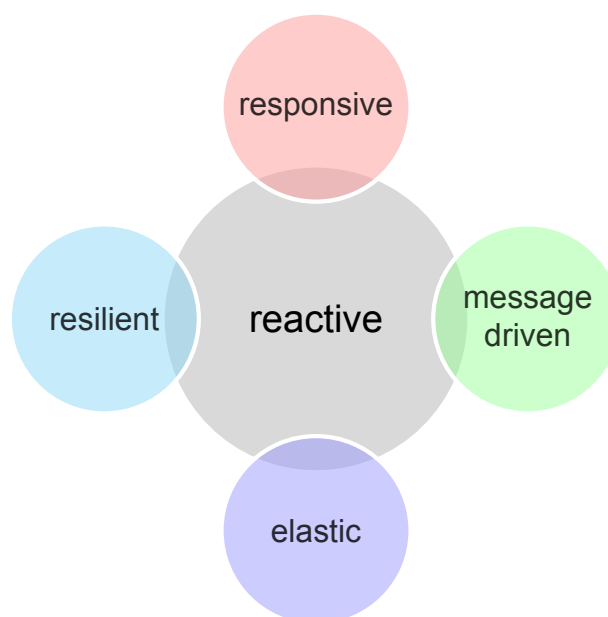 responsive
resilient
reactive
message
driven
elastic